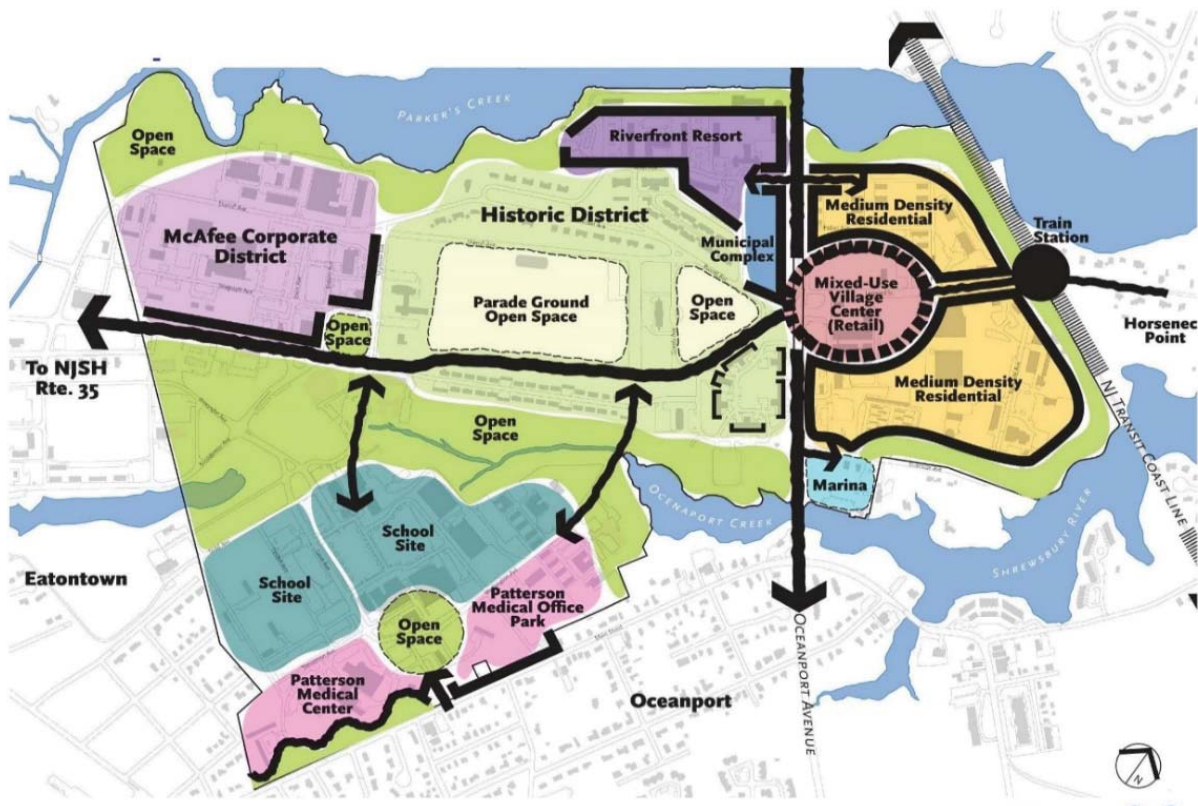 PARKER'S CREEK
Open
Space
Riverfront Resort
Historic District
McAfee Corporate
District
Medium Density
Residential
Municipal
Complex
Train
Station
Parade Ground
Open Space
Open
Space
Mixed-Use
Village
Center
(Retail)
Open
Space
Horsenec
Point
To NJSH
Rte. 35
Medium Density
Residential
Open
Space
NJ TRANSIT COAST LINE
Marina
OCENAPORT CREEK
School
Site
SHREWSBURY RIVER
Eatontown
School
Site
Patterson
Medical Office
Park
Open
Space
OCEANPORT AVENUE
Patterson
Medical
Center
Oceanport
N